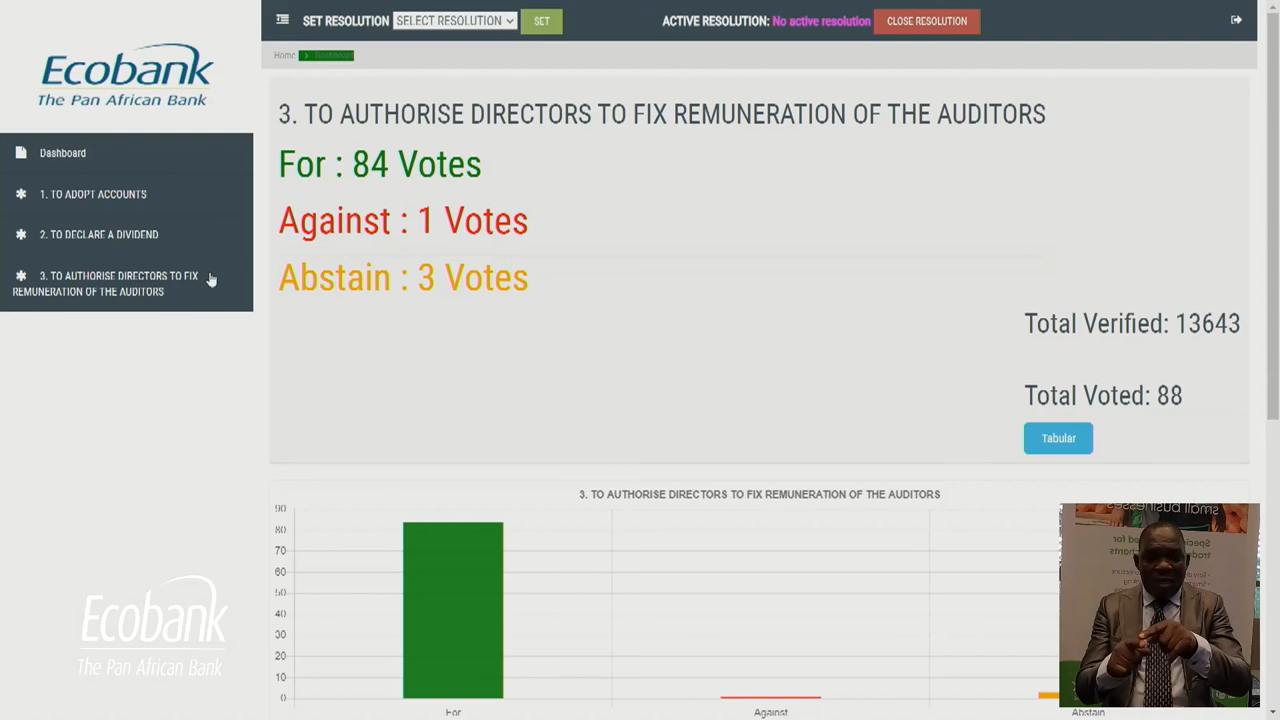 Ecobank
The Pan African Bank
SET RESOLUTION SELECT RESOLUTION SET ACTIVE RESOLUTION: No active resolution CLOSE RESOLUTION
Home > Dashboard
Dashboard
1. TO ADOPT ACCOUNTS
2. TO DECLARE A DIVIDEND
3. TO AUTHORISE DIRECTORS TO FIX
REMUNERATION OF THE AUDITORS
3. TO AUTHORISE DIRECTORS TO FIX REMUNERATION OF THE AUDITORS
For : 84 Votes
Against : 1 Votes
Abstain : 3 Votes
Total Verified: 13643
Total Voted: 88
Tabular
3. TO AUTHORISE DIRECTORS TO FIX REMUNERATION OF THE AUDITORS
90
80
70
60
50
40
30
20
10
0
For Against Abstain
small businesses
Ecobank
The Pan African Bank